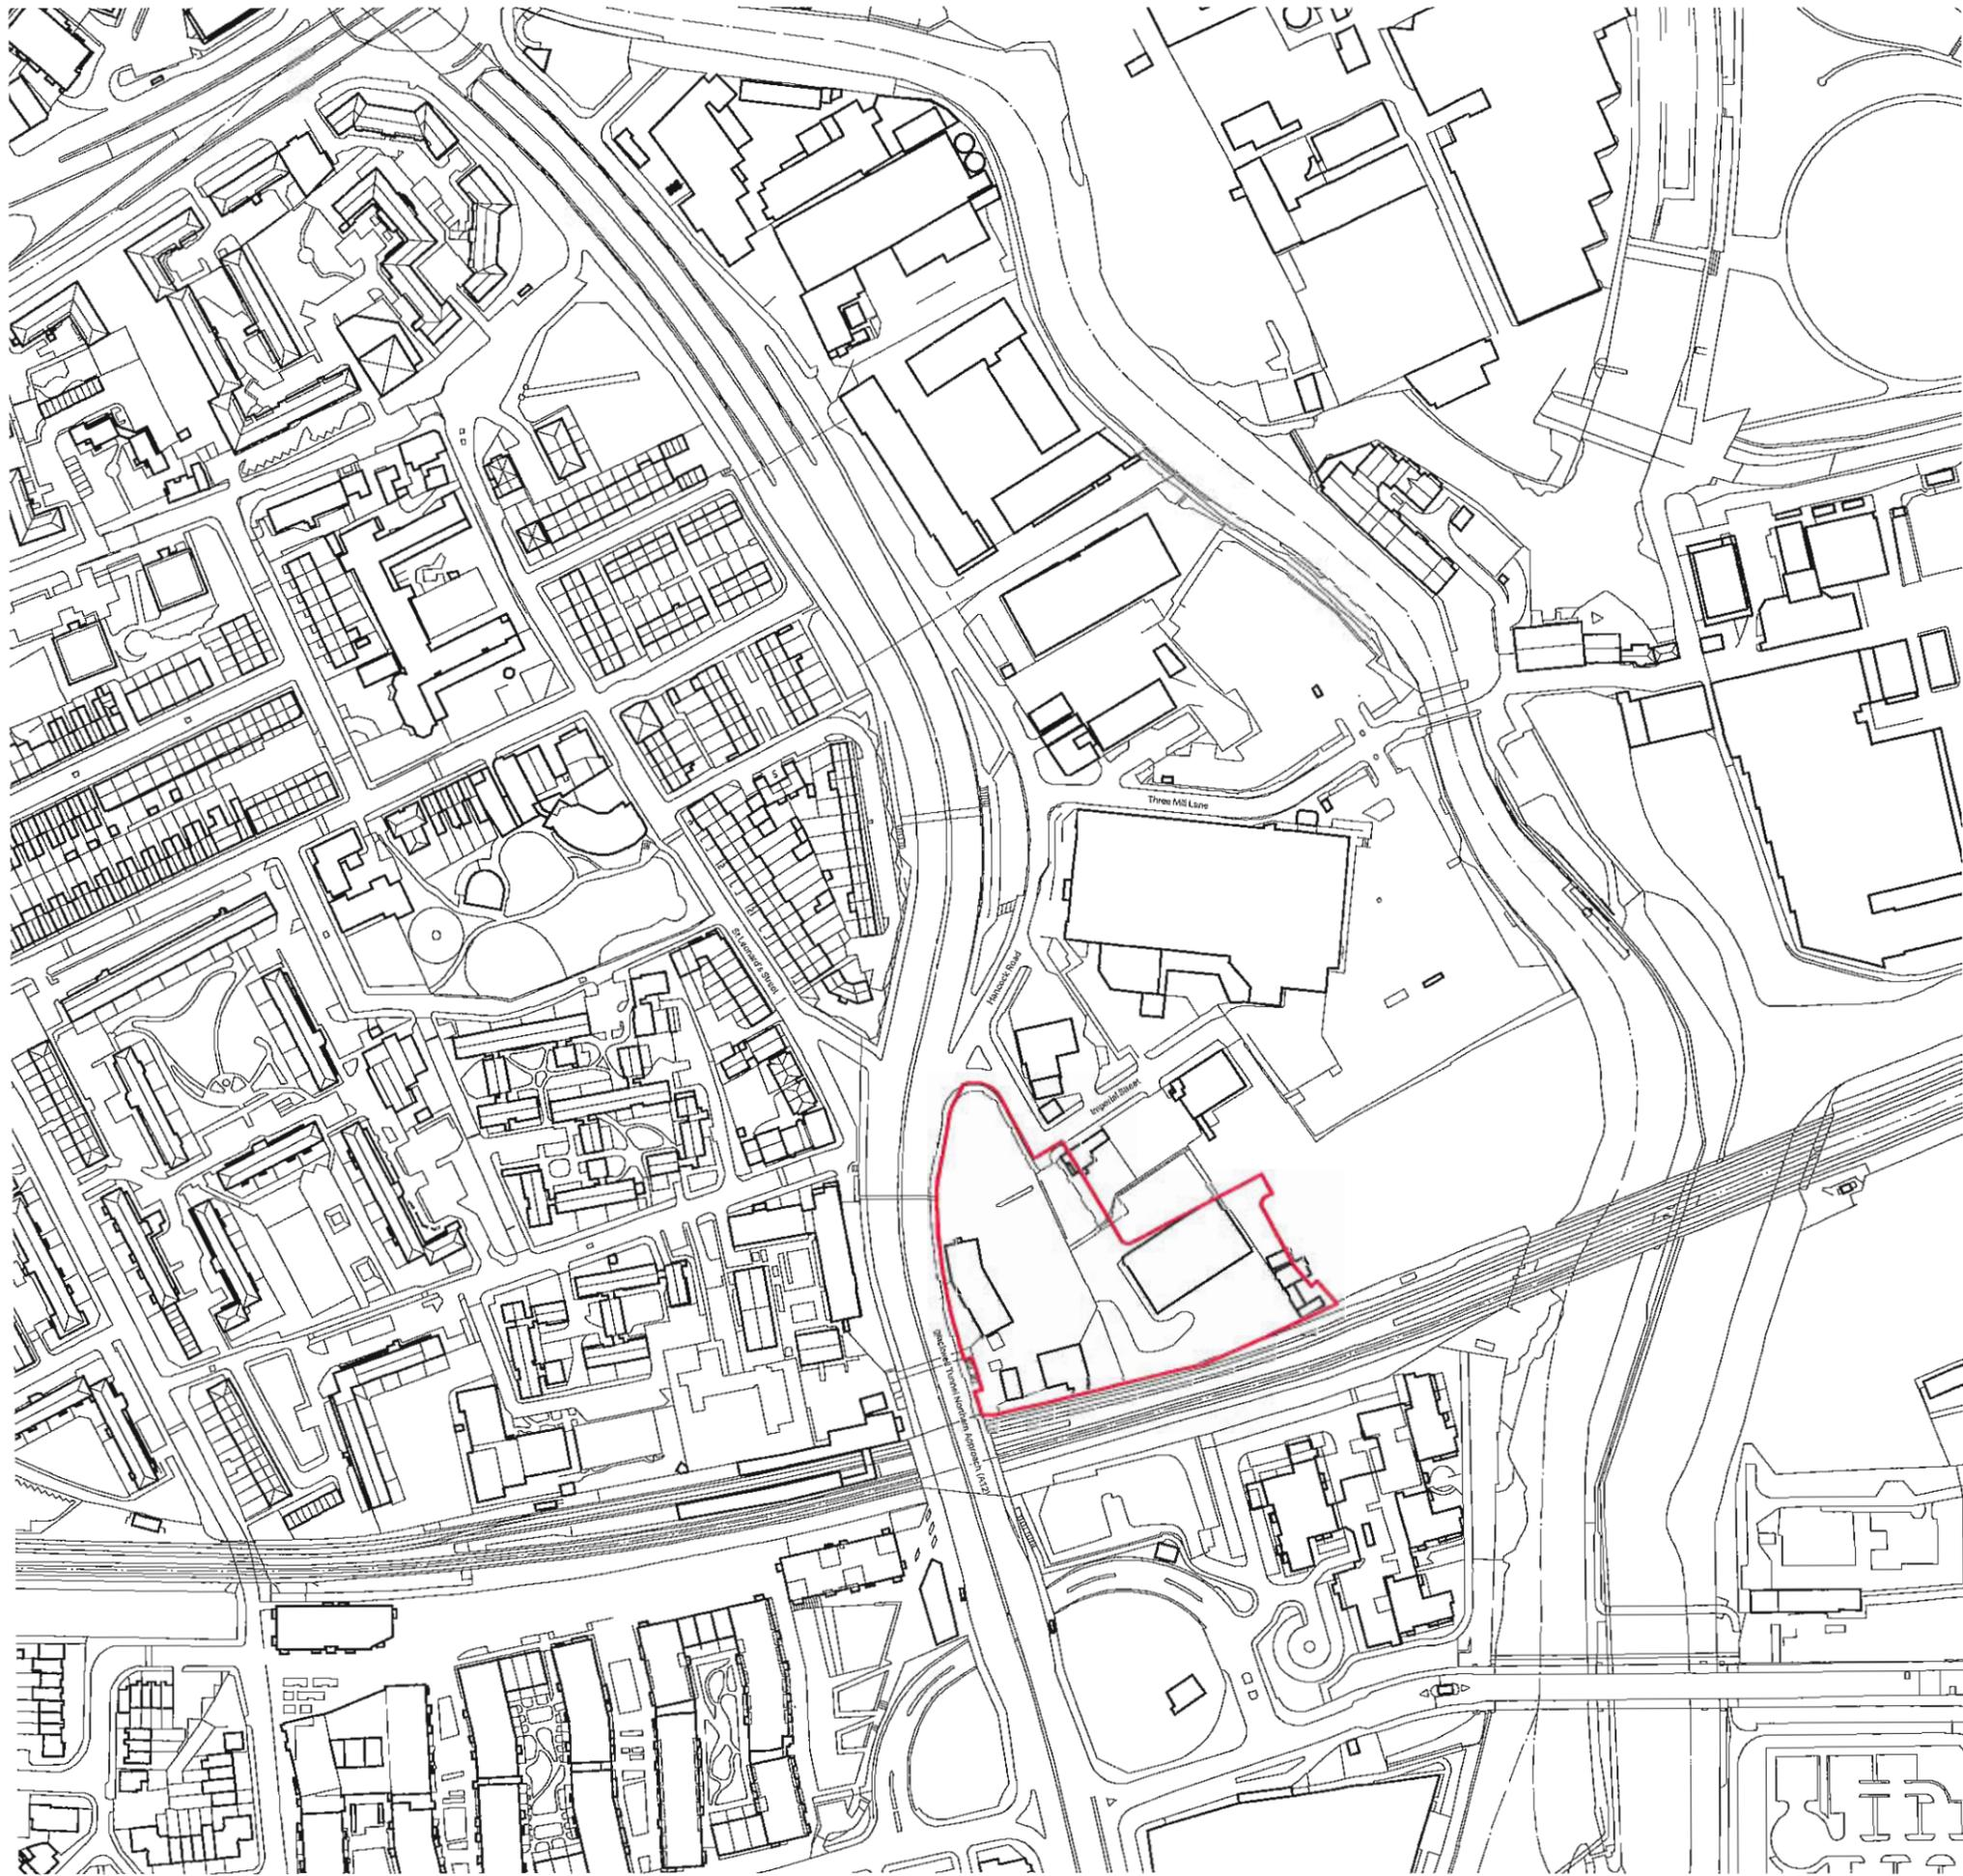 Three Mill Lane
St Leonard's Street
Hancock Road
Imperial Street
Blackwall Tunnel Northern Approach (A12)